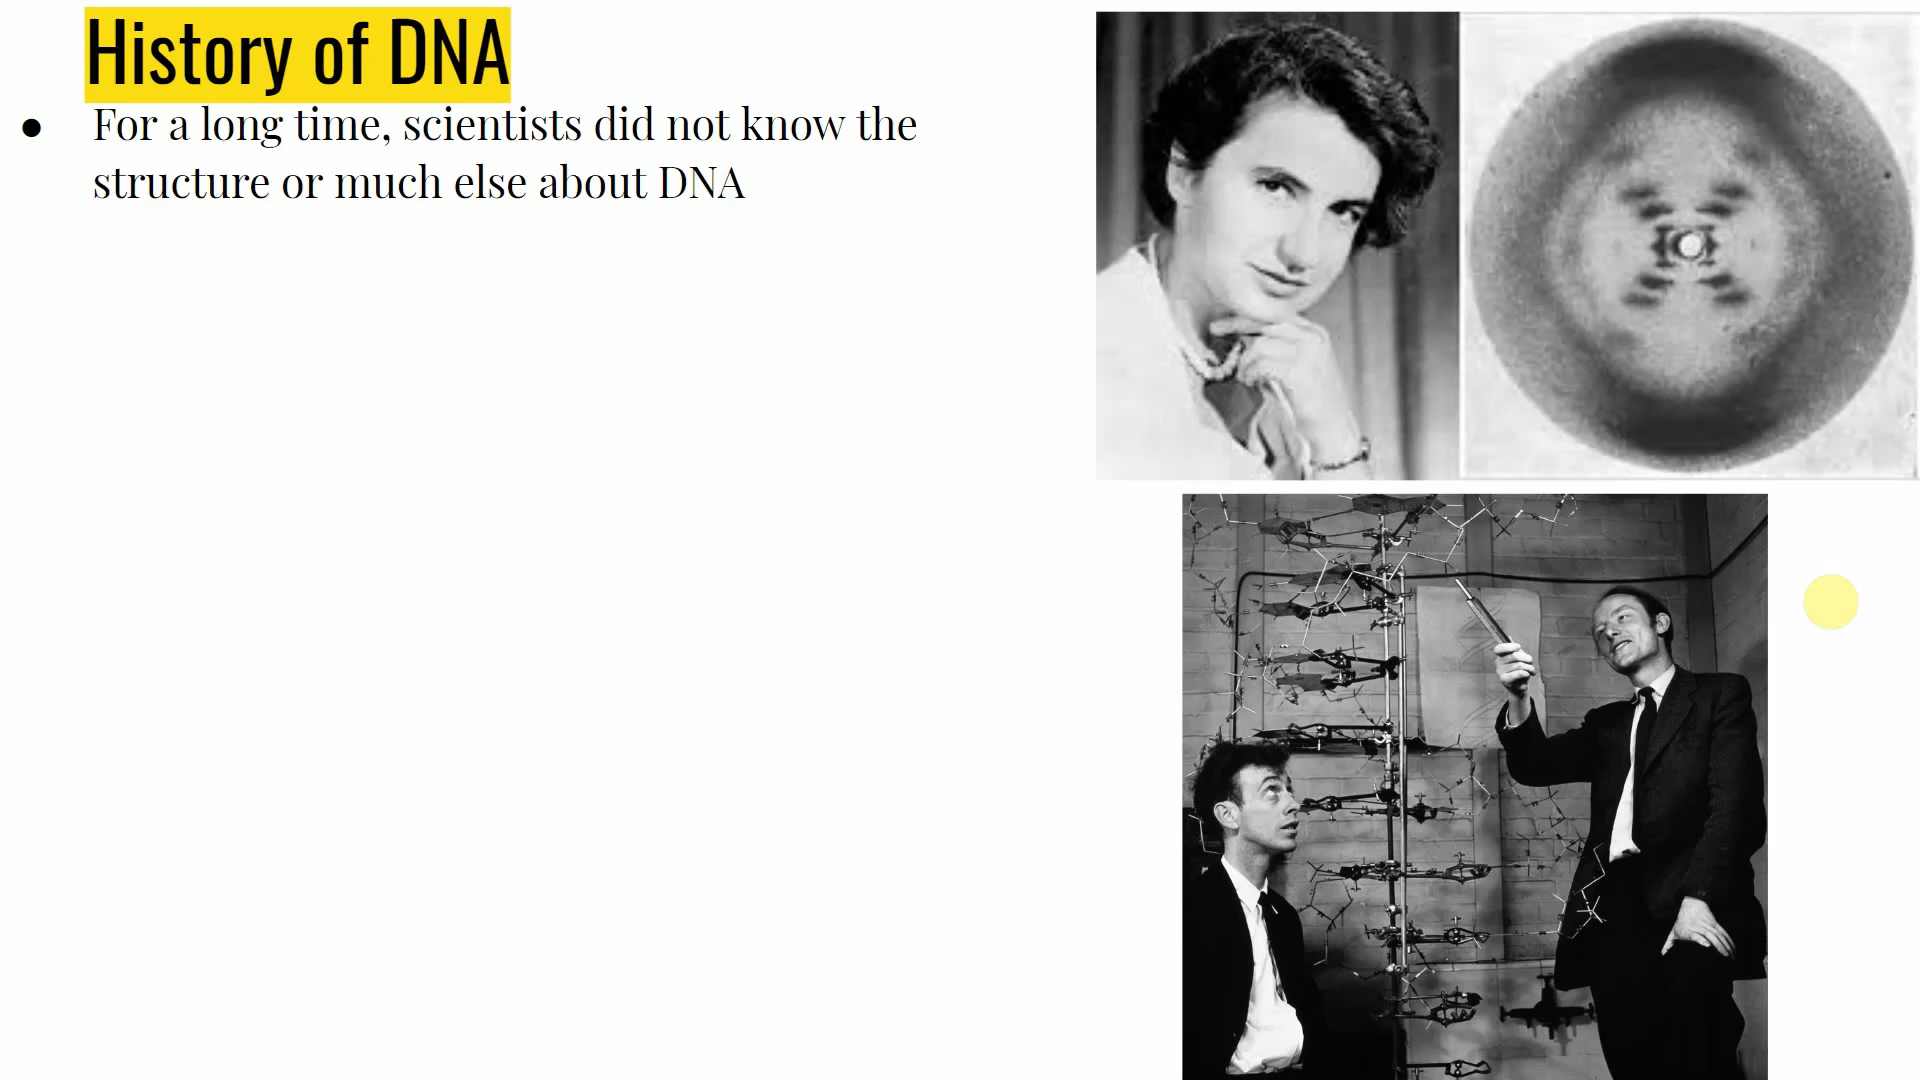 History of DNA
● For a long time, scientists did not know the
structure or much else about DNA